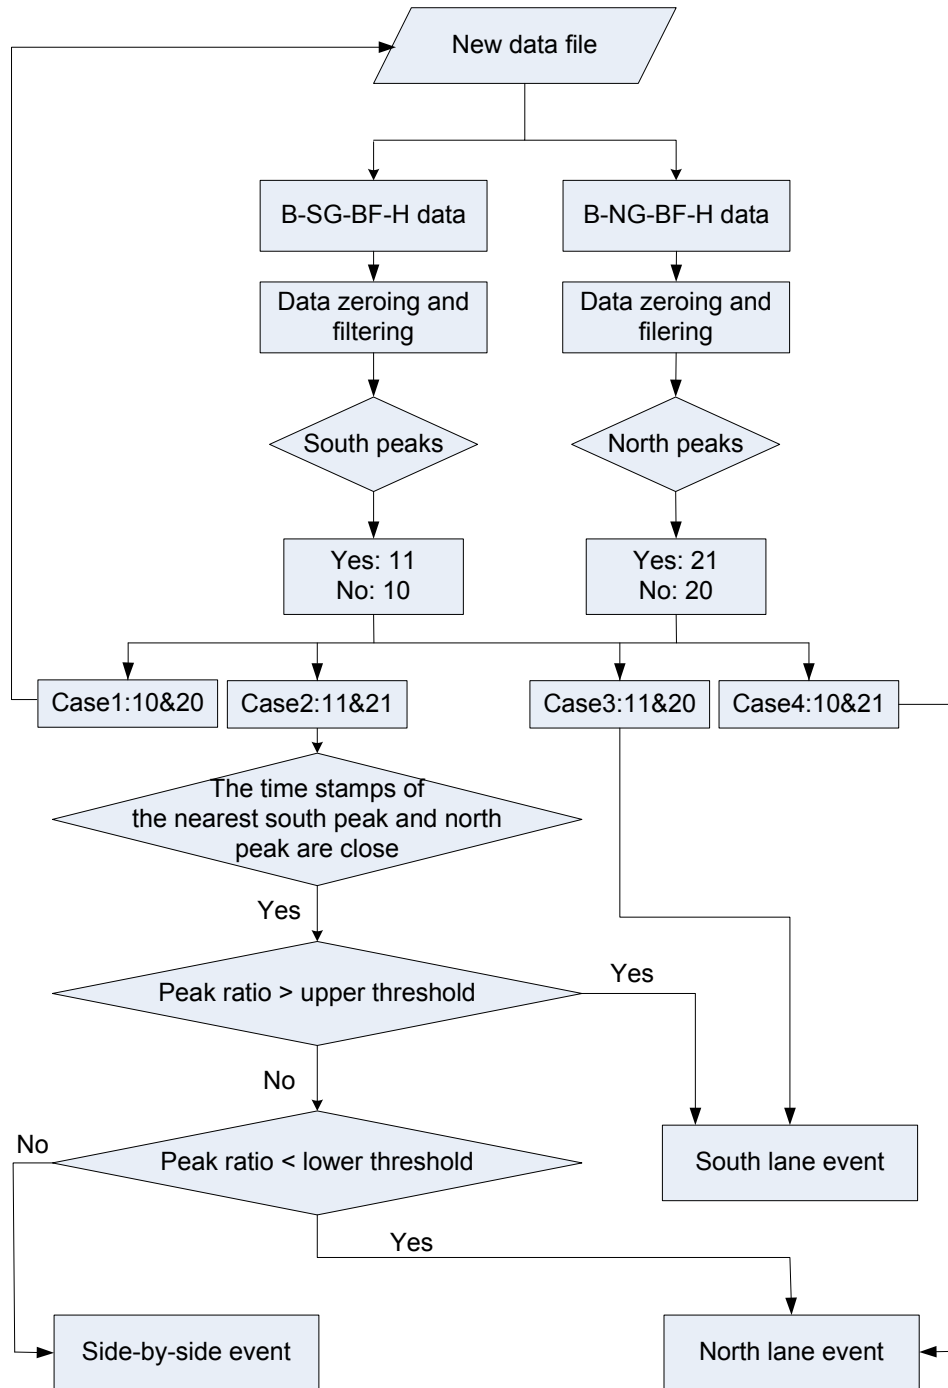 New data file
B-SG-BF-H data
B-NG-BF-H data
Data zeroing and
filtering
Data zeroing and
filering
South peaks
North peaks
Yes: 11
No: 10
Yes: 21
No: 20
Case1:10&20
Case2:11&21
Case3:11&20
Case4:10&21
The time stamps of
the nearest south peak and north
peak are close
Yes
Peak ratio > upper threshold
Yes
No
Peak ratio < lower threshold
No
South lane event
Yes
Side-by-side event
North lane event